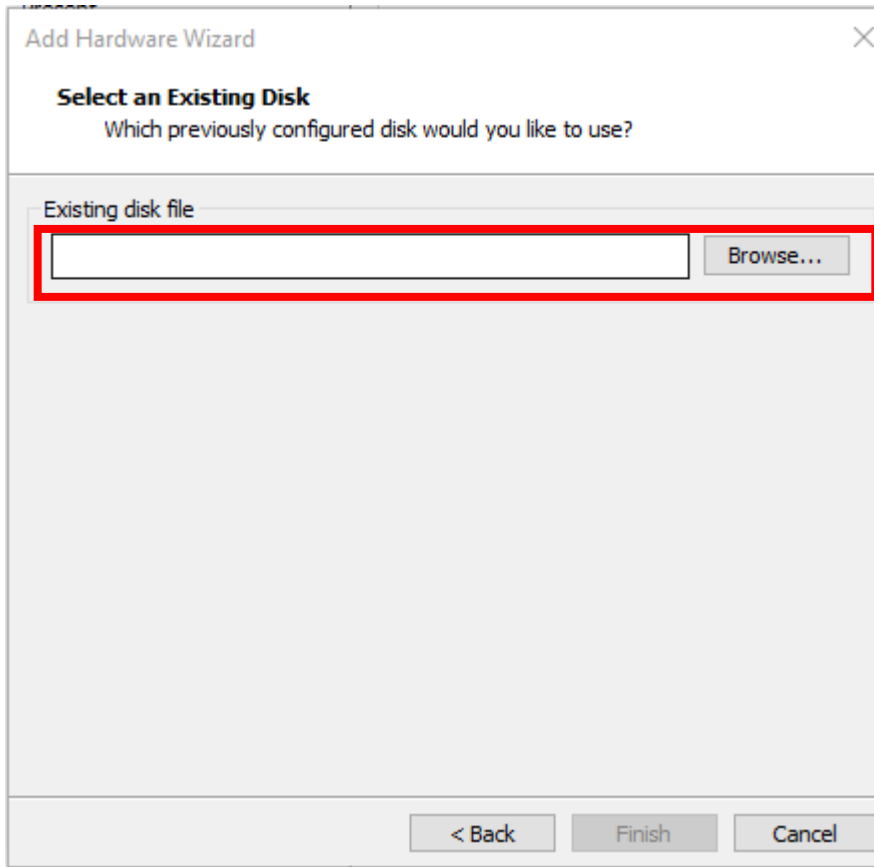 Add Hardware Wizard
Select an Existing Disk
Which previously configured disk would you like to use?
Existing disk file
Browse...
< Back
Finish
Cancel